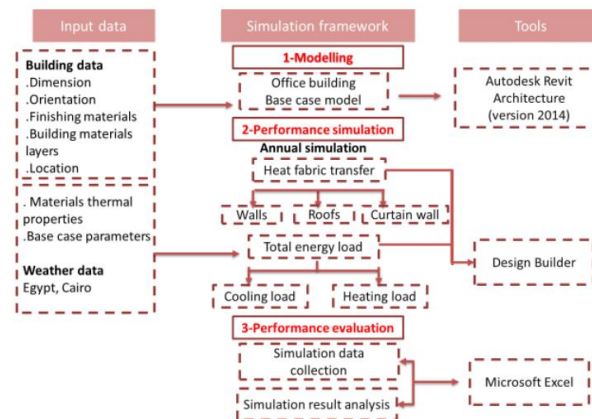 Input data
Building data
.Dimension
.Orientation
.Finishing materials
.Building materials
layers
.Location
. Materials thermal
properties
.Base case parameters
Weather data
Egypt, Cairo
Simulation framework
1-Modelling
Office building
Base case model
2-Performance simulation
Annual simulation
Heat fabric transfer
Walls
Roofs
Curtain wall
Total energy load
Cooling load
Heating load
3-Performance evaluation
Simulation data
collection
Simulation result analysis
Tools
Autodesk Revit
Architecture
(version 2014)
Design Builder
Microsoft Excel